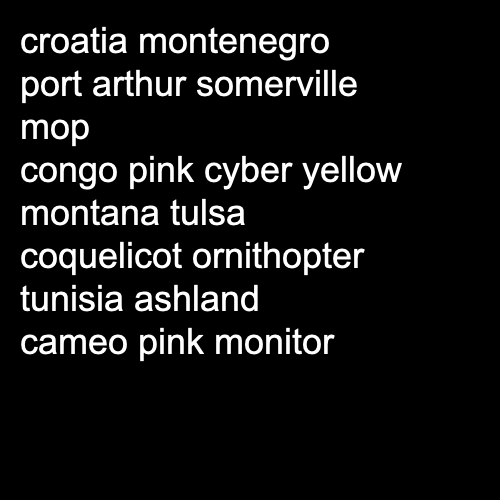 croatia montenegro
port arthur somerville
mop
congo pink cyber yellow
montana tulsa
coquelicot ornithopter
tunisia ashland
cameo pink monitor